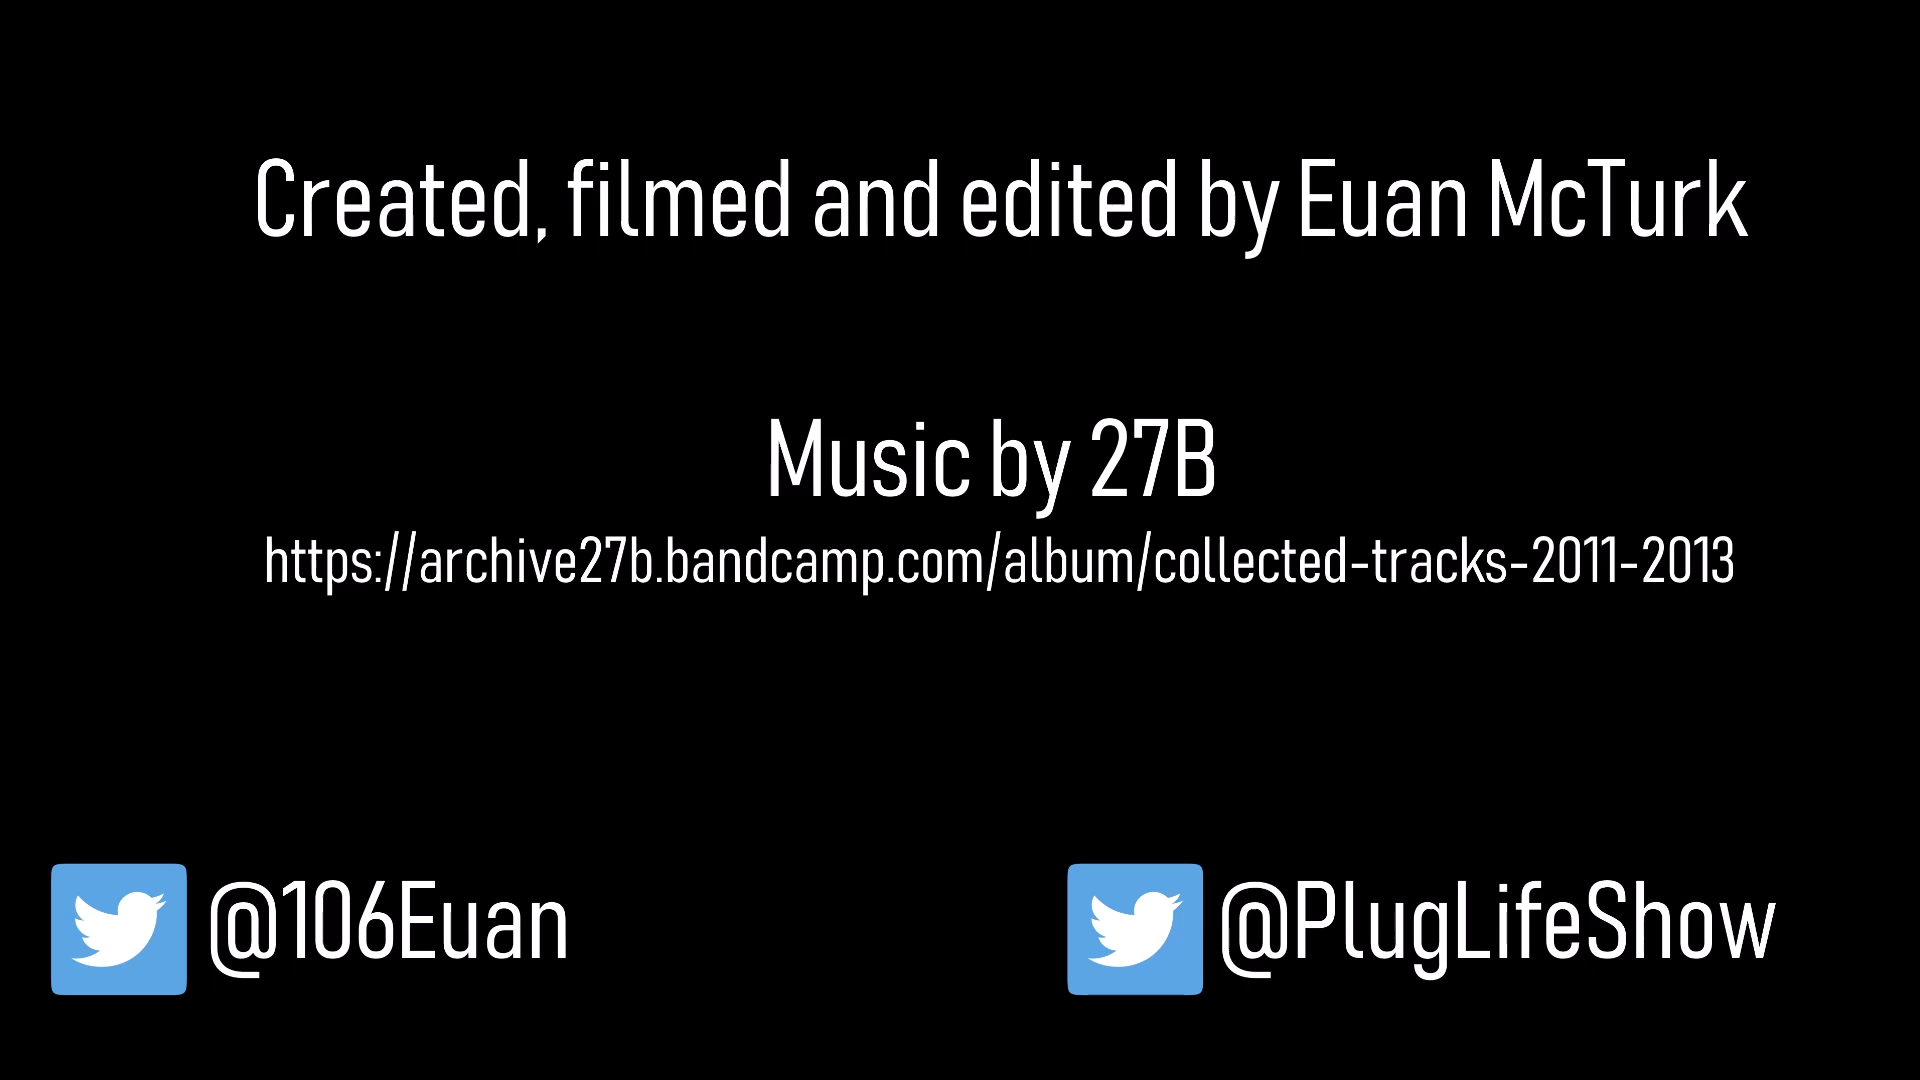 Created, filmed and edited by Euan McTurk
Music by 27B
https://archive27b.bandcamp.com/album/collected-tracks-2011-2013
@106Euan
@PlugLifeShow